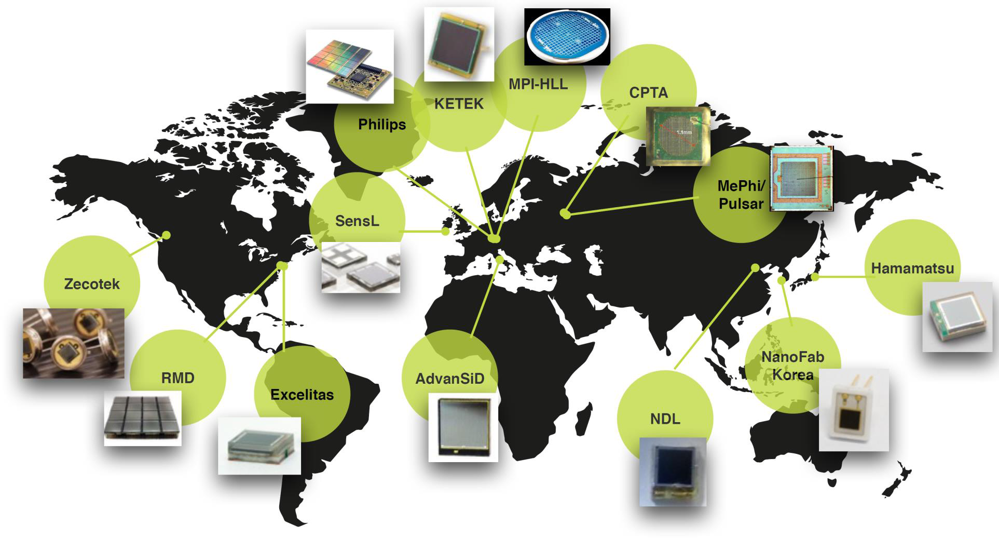 MPI-HLL
CPTA
KETEK
Philips
1.1mm
MePhi/
Pulsar
SensL
Hamamatsu
Zecotek
NanoFab
Korea
RMD
AdvanSiD
Excelitas
NDL